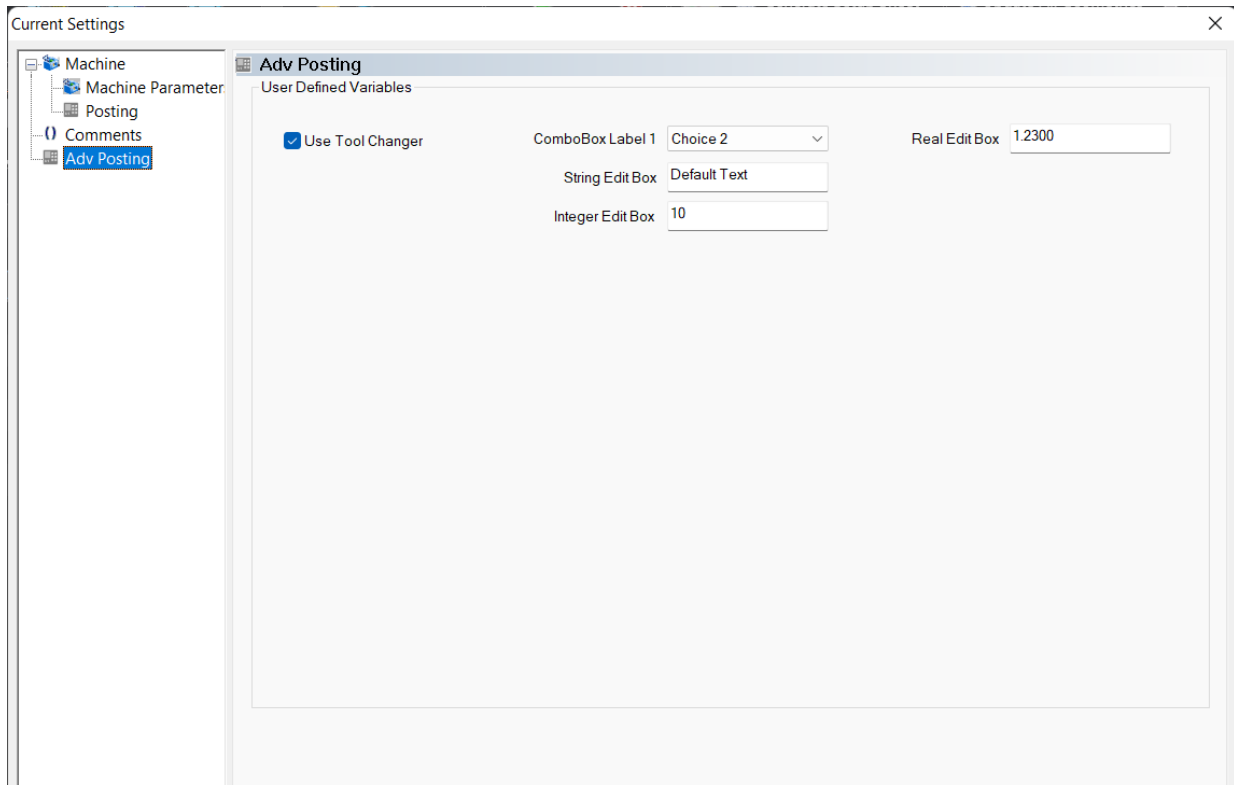 Current Settings
Machine
Machine Parameter
Posting
() Comments
Adv Posting
Adv Posting
User Defined Variables
Use Tool Changer
ComboBox Label 1 Choice 2
Real Edit Box 1.2300
String Edit Box Default Text
Integer Edit Box 10